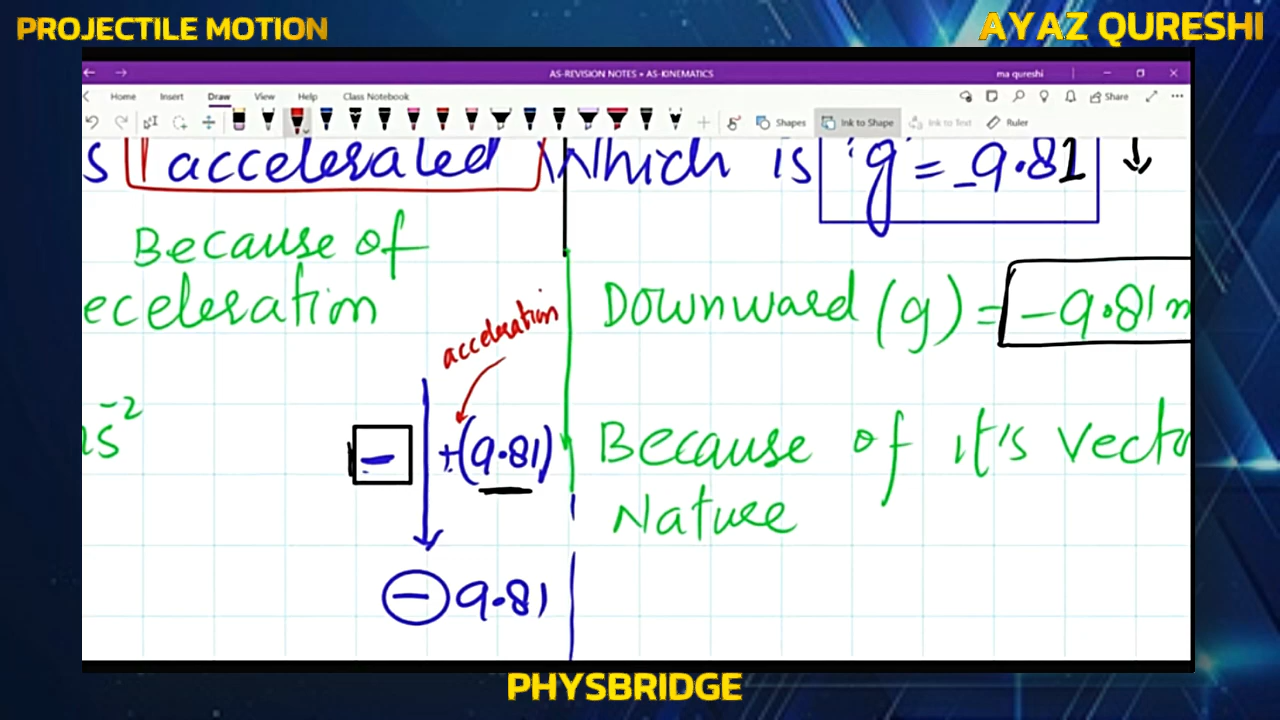 PROJECTILE MOTION
AYAZ QURESHI
AS-REVISION NOTES » AS-KINEMATICS
ma qureshi
Home Insert Draw View Help Class Notebook
Share
Shapes
Ink to Shape
Ink to Text
Ruler
s accelerated Which is 'g' = -9.81 ↓
Because of
eceleration
acceleration
Downward (g) = -9.81 m
s⁻²
- +(9.81)
Because of it's Vecto
Nature
- 9.81
PHYSBRIDGE